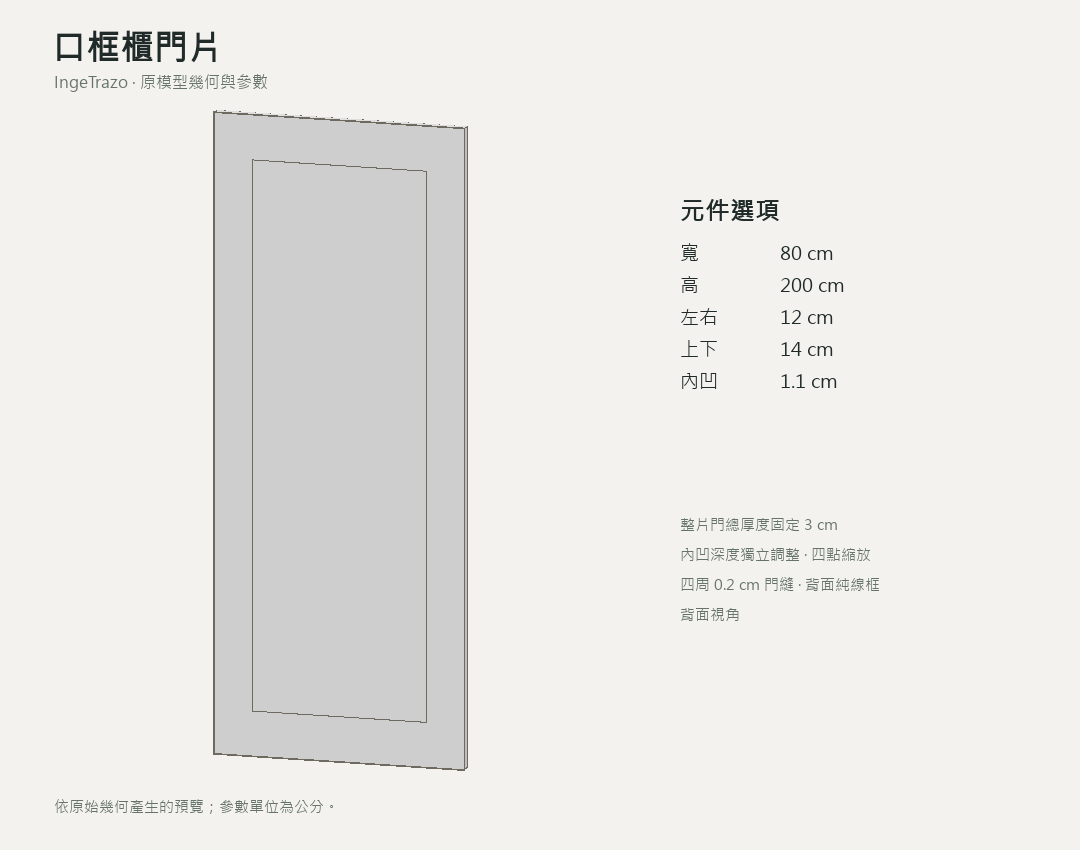 口框櫃門片
IngeTrazo · 原模型幾何與參數
元件選項
寬 80 cm
高 200 cm
左右 12 cm
上下 14 cm
內凹 1.1 cm
整片門總厚度固定 3 cm
內凹深度獨立調整 · 四點縮放
四周 0.2 cm 門縫 · 背面純線框
背面視角
依原始幾何產生的預覽；參數單位為公分。